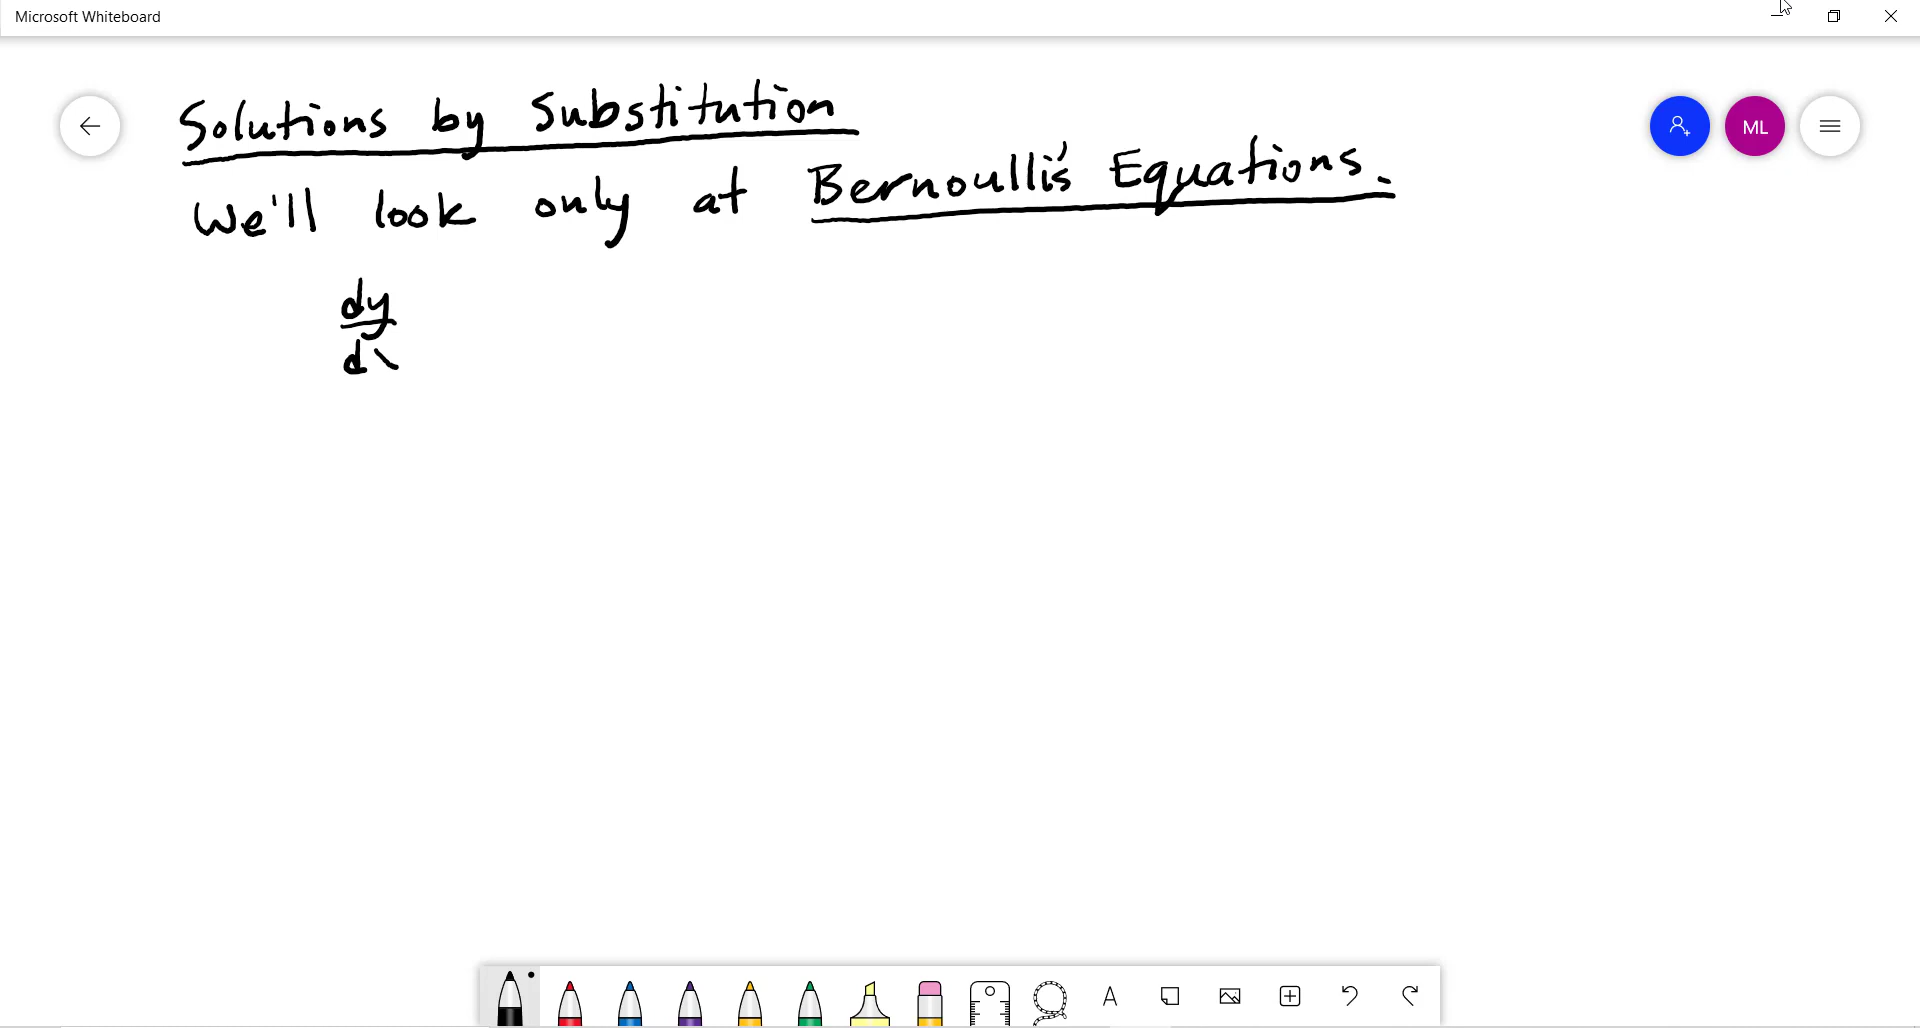 Microsoft Whiteboard
Solutions by Substitution
ML
We'll look only at Bernoulli's Equations.
dy
d\
A